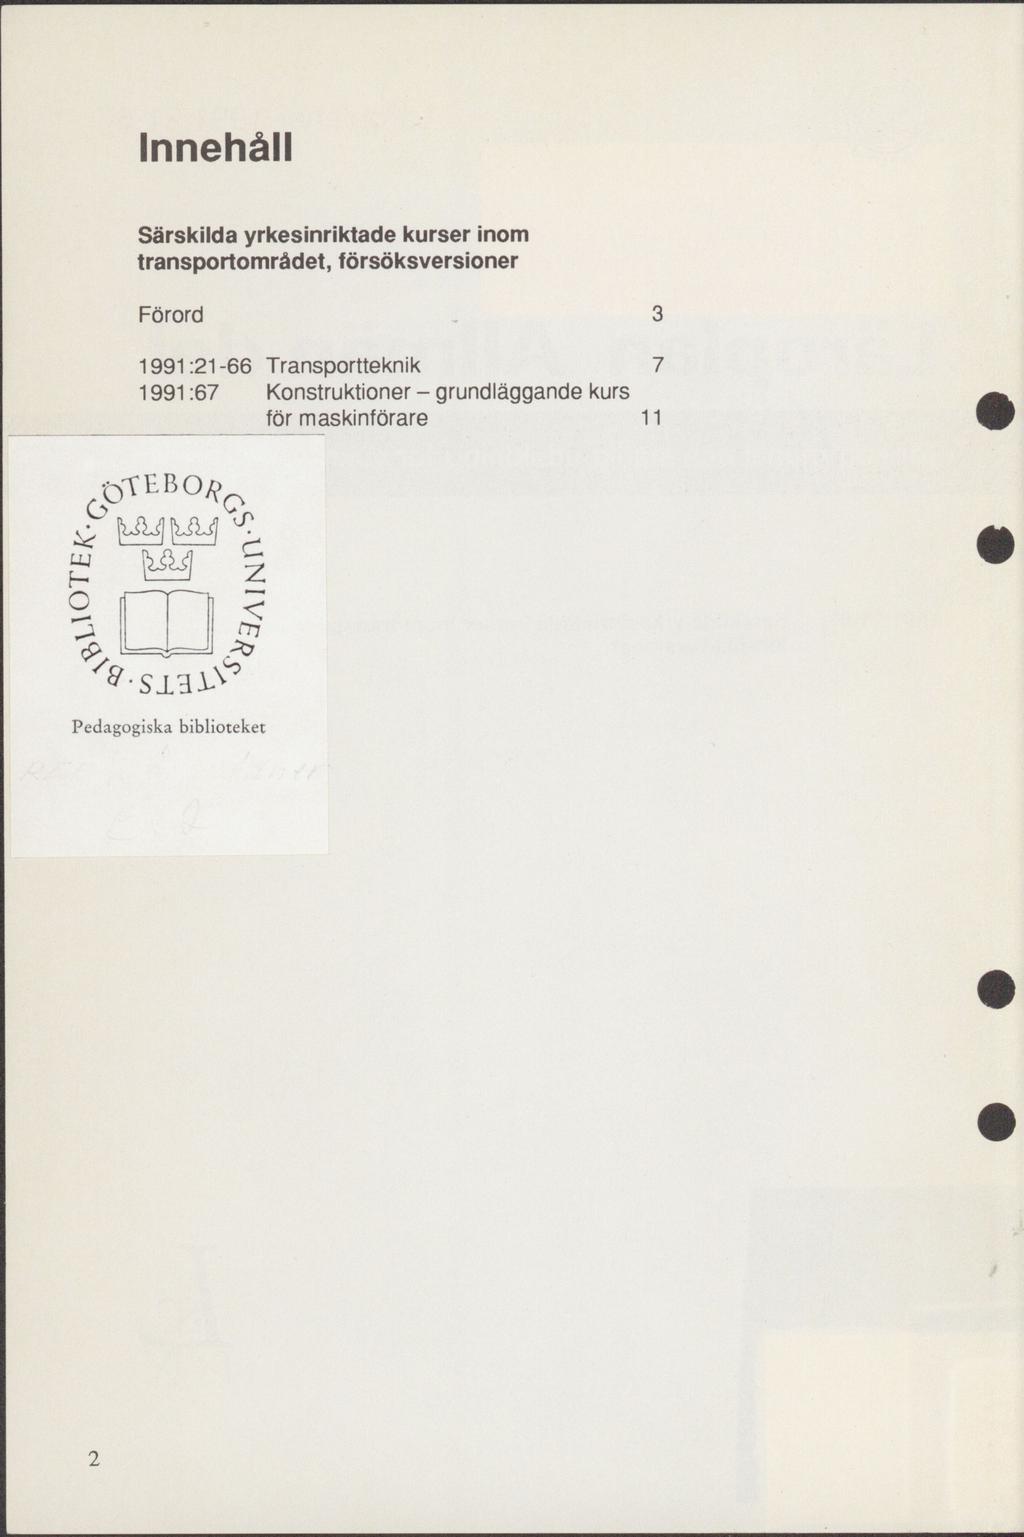 Innehåll
Särskilda yrkesinriktade kurser inom
transportområdet, försöksversioner
Förord 3
1991:21-66 Transportteknik 7
1991:67 Konstruktioner – grundläggande kurs
för maskinförare 11
GÖTEBORGS·UNIVERSITETS·BIBLIOTEK·
Pedagogiska biblioteket
2